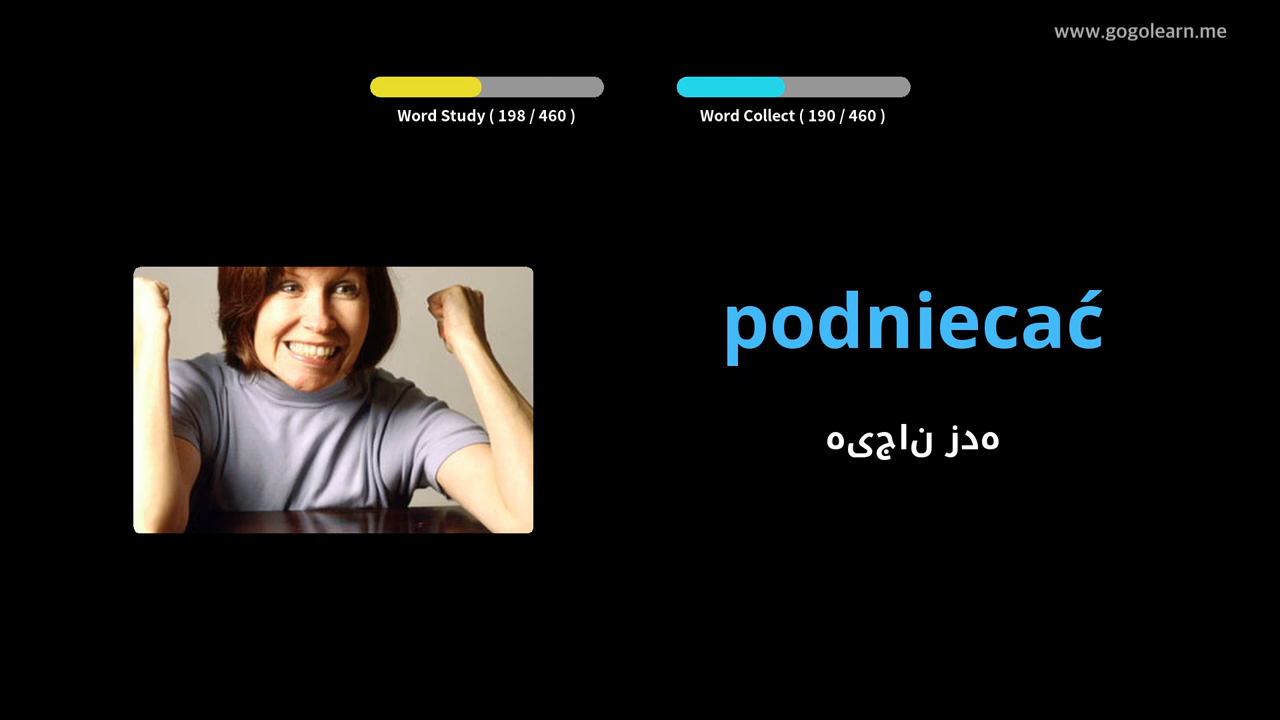 www.gogolearn.me
Word Study ( 198 / 460 )
Word Collect ( 190 / 460 )
podniecać
هیجان زده